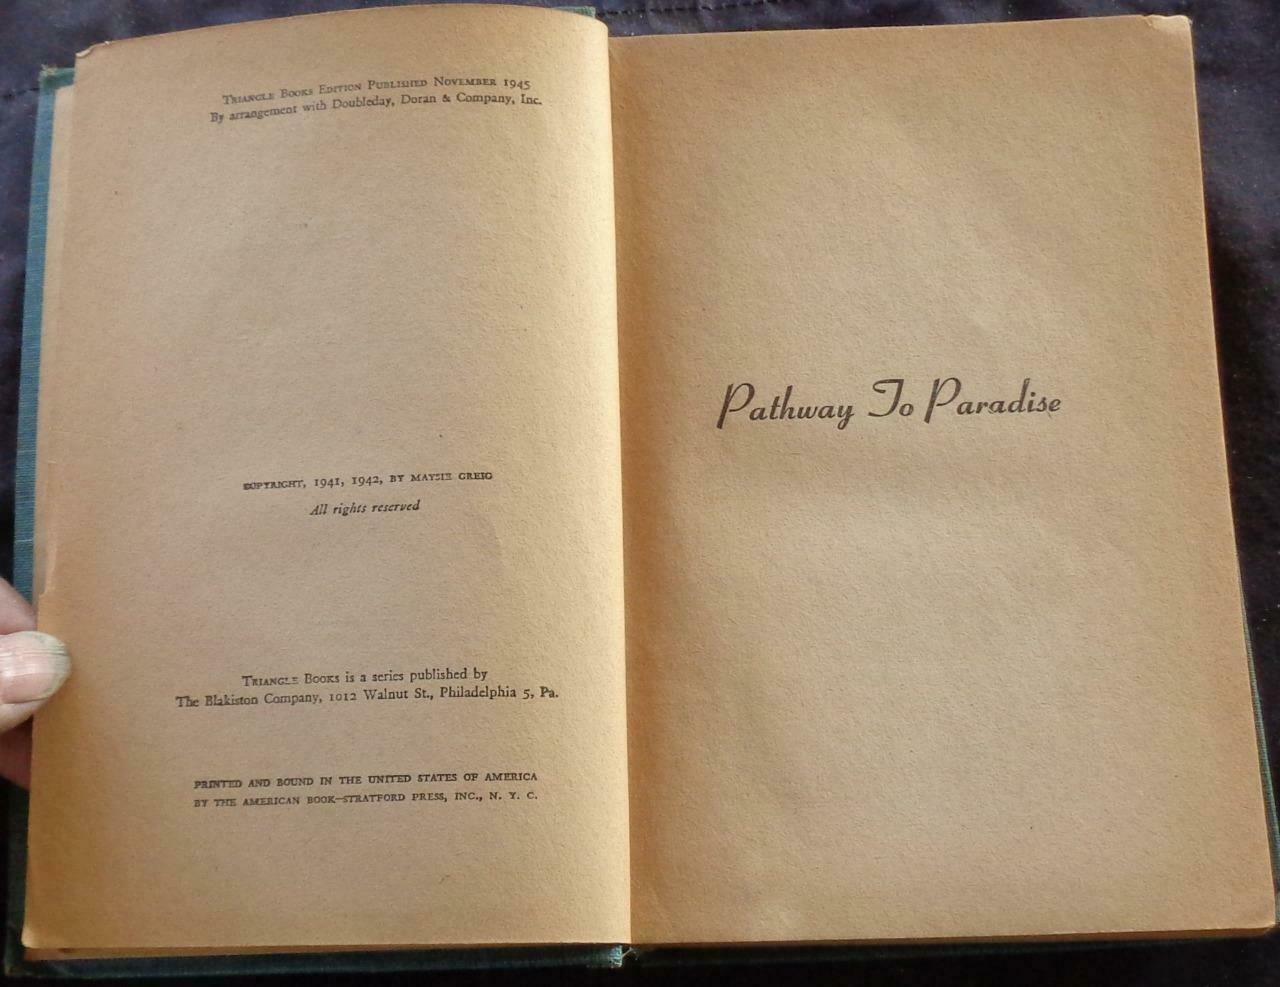 TRIANGLE BOOKS EDITION PUBLISHED NOVEMBER 1945
By arrangement with Doubleday, Doran & Company, Inc.
COPYRIGHT, 1941, 1942, BY MAYSIE GREIG
All rights reserved
TRIANGLE BOOKS is a series published by
The Blakiston Company, 1012 Walnut St., Philadelphia 5, Pa.
PRINTED AND BOUND IN THE UNITED STATES OF AMERICA
BY THE AMERICAN BOOK—STRATFORD PRESS, INC., N. Y. C.
Pathway To Paradise